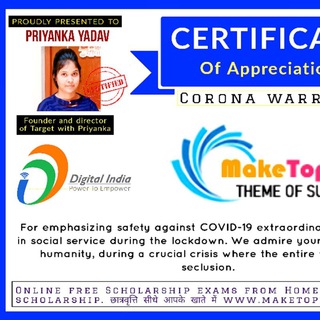 PROUDLY PRESENTED TO
PRIYANKA YADAV
CERTIFICA
Of Appreciatio
CERTIFIED
CORONA WARR
Founder and director
of Target with Priyanka
Digital India
Power To Empower
MakeTop
THEME OF SU
For emphasizing safety against COVID-19 extraordina
in social service during the lockdown. We admire your
humanity, during a crucial crisis where the entire
seclusion.
ONLINE FREE SCHOLARSHIP EXAMS FROM HOME
SCHOLARSHIP. छात्रवृत्ति सीधे आपके खाते में WWW.MAKETOP